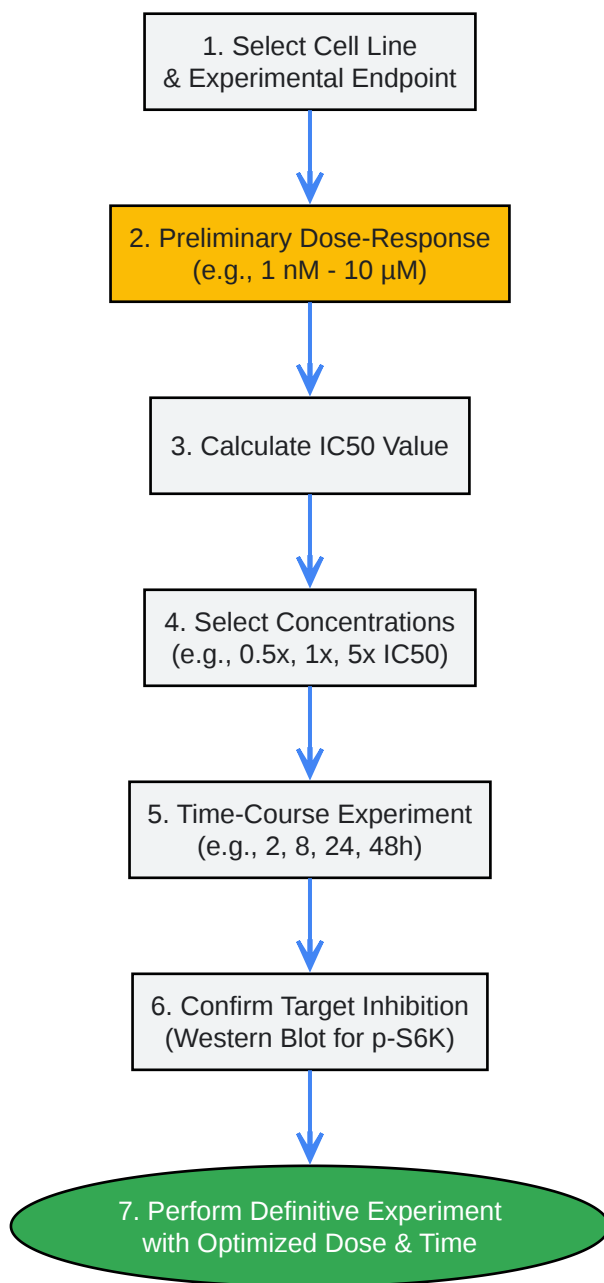 1. Select Cell Line
& Experimental Endpoint
2. Preliminary Dose-Response
(e.g., 1 nM - 10 µM)
3. Calculate IC50 Value
4. Select Concentrations
(e.g., 0.5x, 1x, 5x IC50)
5. Time-Course Experiment
(e.g., 2, 8, 24, 48h)
6. Confirm Target Inhibition
(Western Blot for p-S6K)
7. Perform Definitive Experiment
with Optimized Dose & Time